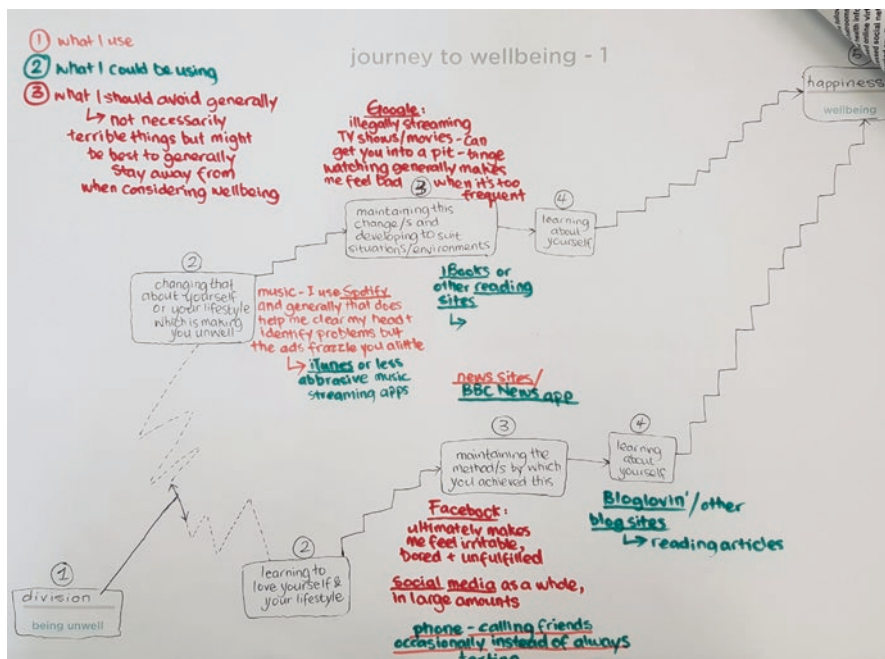 journey to wellbeing - 1
① what I use
② what I could be using
③ what I should avoid generally
↳ not necessarily
terrible things but might
be best to generally
stay away from
when considering wellbeing
Google:
illegally streaming
TV shows/movies - can
get you into a pit - binge
watching generally makes
me feel bad when it's too
frequent
③
maintaining this
change/s and
developing to suit
situations/environments
④
learning
about
yourself
⑤
happiness
wellbeing
②
changing that
about yourself
or your lifestyle
which is making
you unwell
music - I use Spotify
and generally that does
help me clear my head +
identify problems but
the ads frazzle you a little
↳ iTunes or less
abbrasive music
streaming apps
iBooks or
other reading
sites
↳
news sites/
BBC News app
③
maintaining the
method/s by which
you achieved this
④
learning
about
yourself
Bloglovin'/other
blog sites
↳ reading articles
Facebook:
ultimately makes
me feel irritable,
bored + unfulfilled
Social media as a whole,
in large amounts
phone - calling friends
occasionally instead of always
②
learning to
love yourself &
your lifestyle
①
division
being unwell